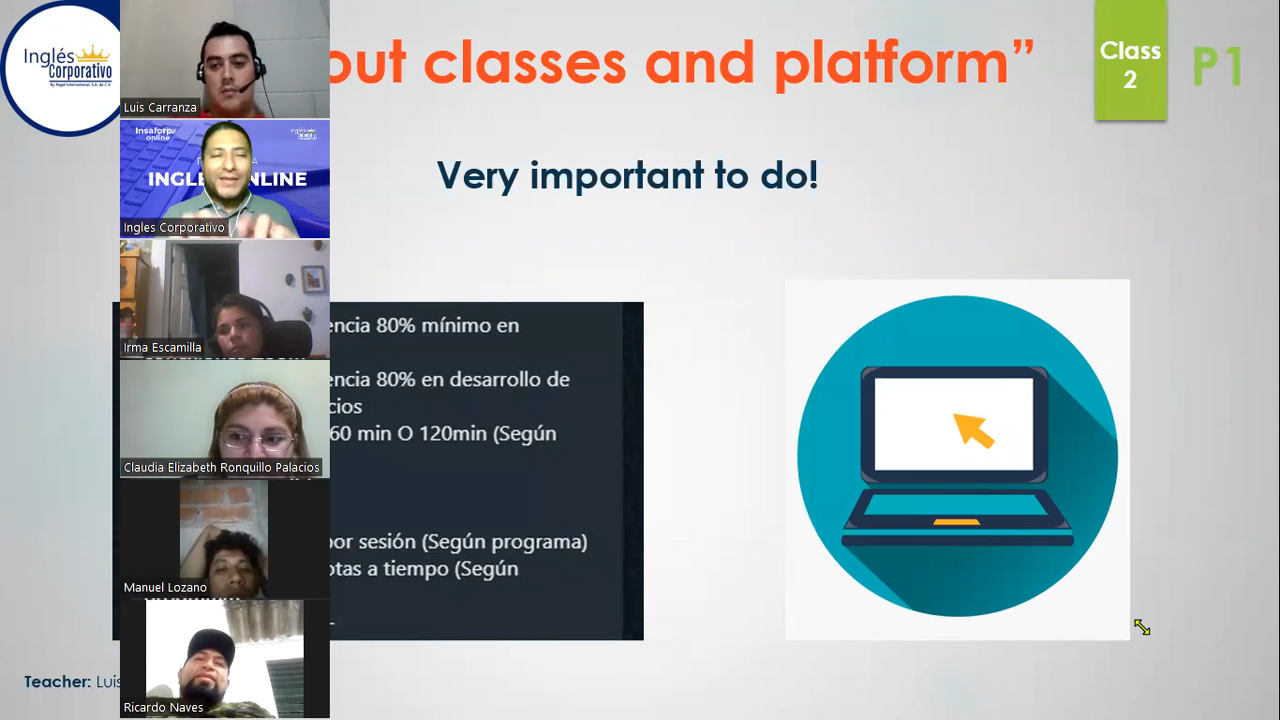 Inglés
Corporativo
out classes and platform”
Class
2
P1
Very important to do!
Luis Carranza
Insaforp
online
INGLE
NLINE
Ingles Corporativo
Irma Escamilla
Claudia Elizabeth Ronquillo Palacios
Manuel Lozano
Ricardo Naves
encia 80% mínimo en
encia 80% en desarrollo de
cios
60 min O 120min (Según
por sesión (Según programa)
otas a tiempo (Según
Teacher: Luis